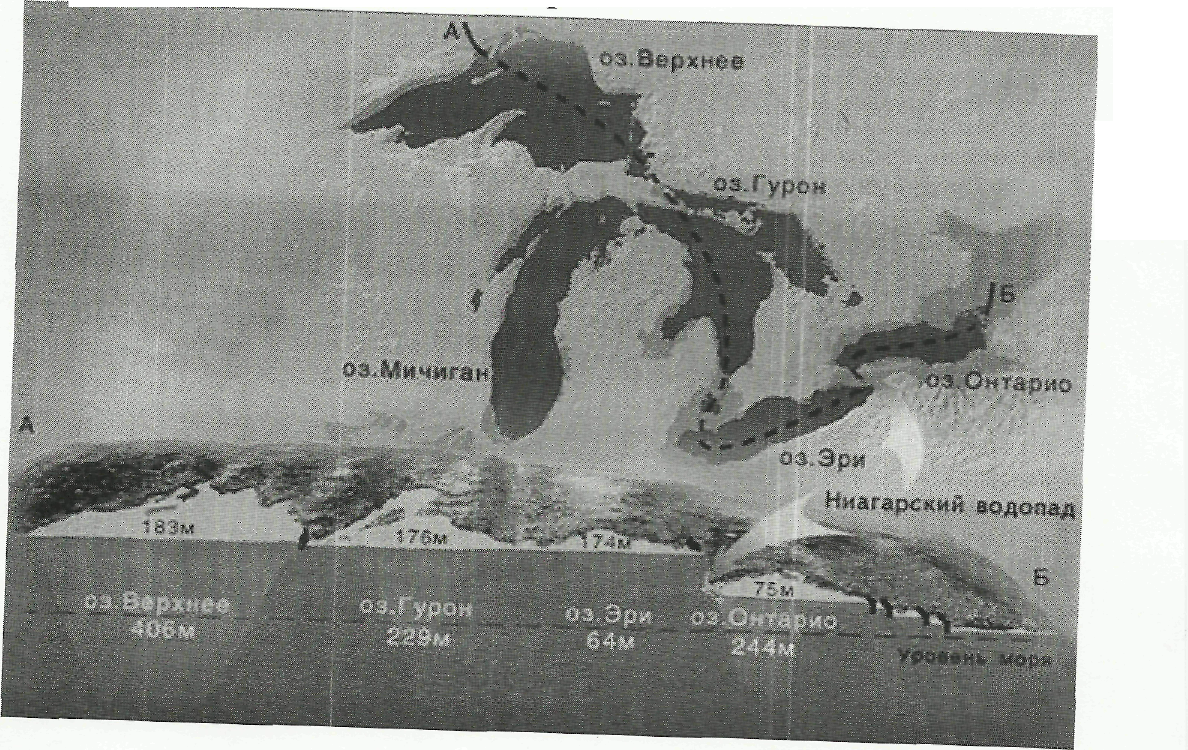 А
оз.Верхнее
оз.Гурон
Б
оз.Мичиган
оз.Онтарио
А
оз.Эри
Ниагарский водопад
183м
176м
174м
75м
Б
оз.Верхнее
406м
оз.Гурон
229м
оз.Эри
64м
оз.Онтарио
244м
Уровень моря